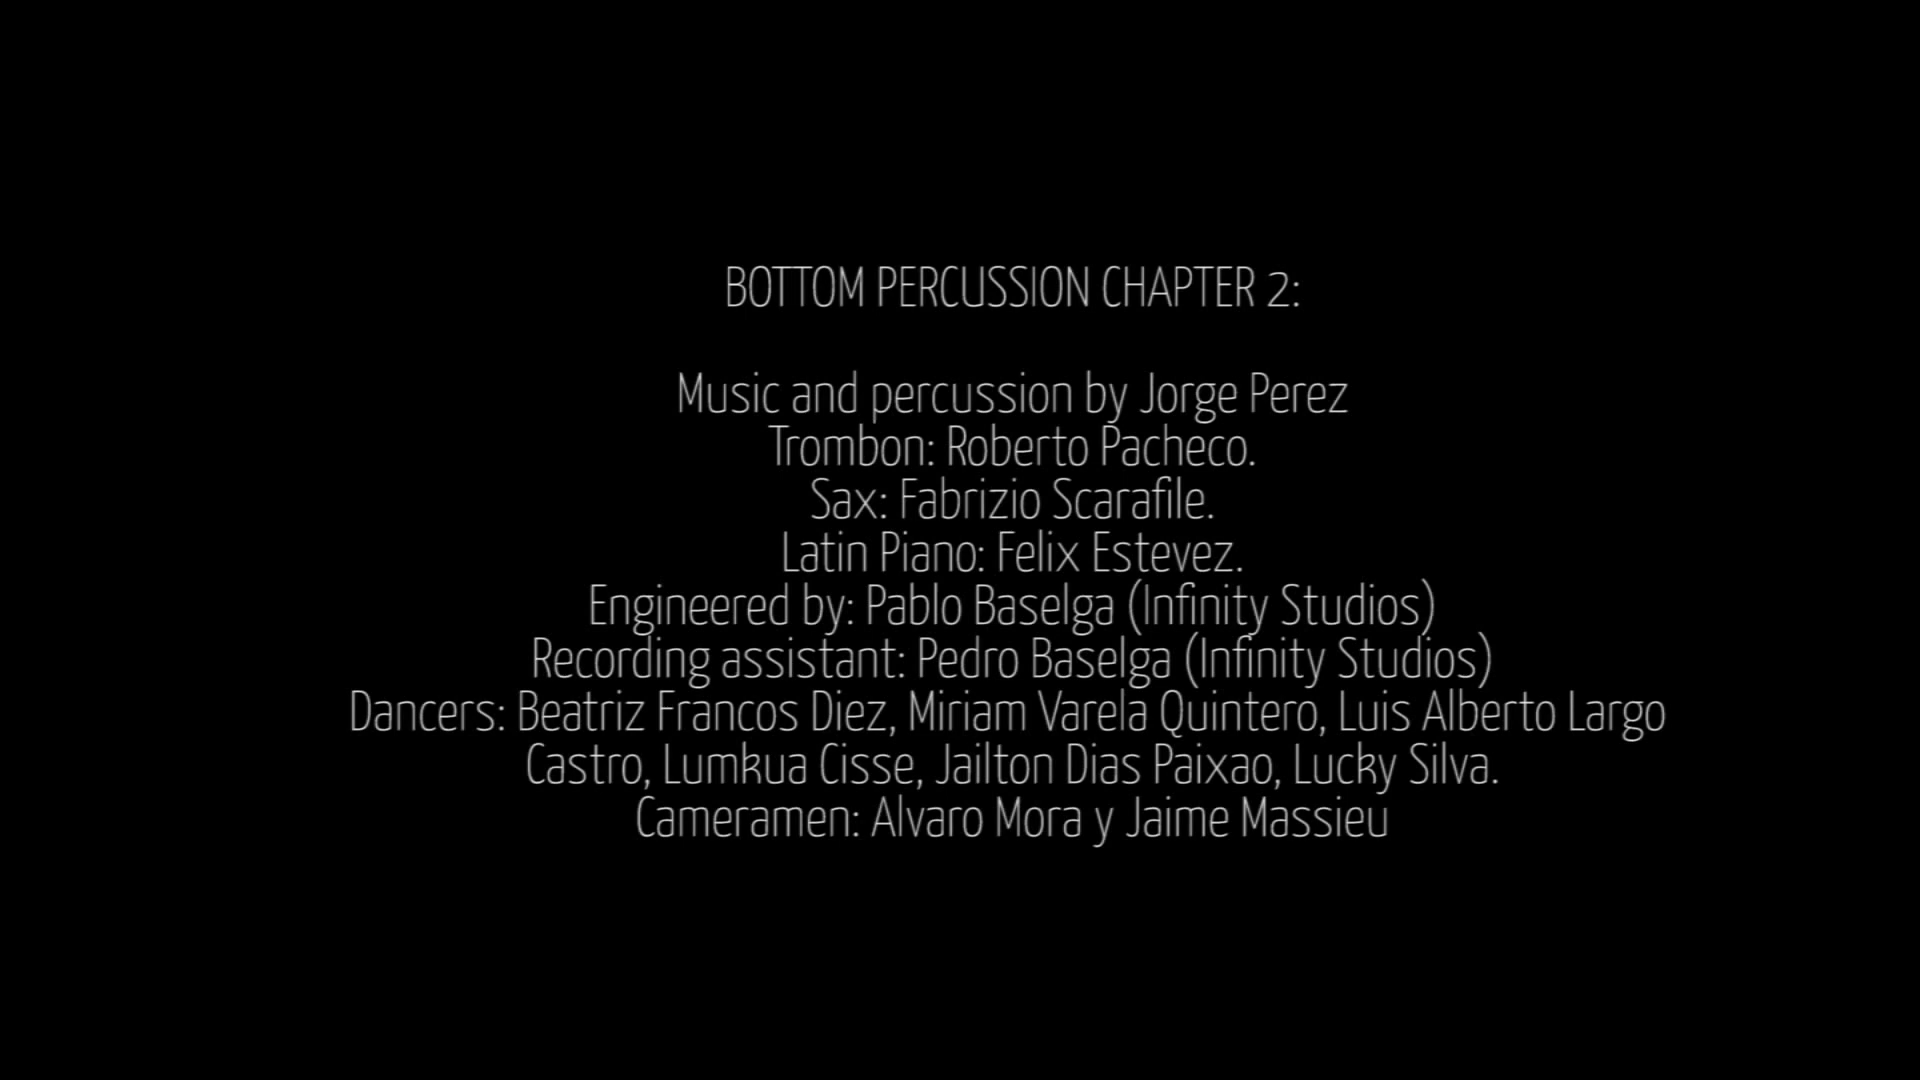 BOTTOM PERCUSSION CHAPTER 2:
Music and percussion by Jorge Perez
Trombon: Roberto Pacheco.
Sax: Fabrizio Scarafile.
Latin Piano: Felix Estevez.
Engineered by: Pablo Baselga (Infinity Studios)
Recording assistant: Pedro Baselga (Infinity Studios)
Dancers: Beatriz Francos Diez, Miriam Varela Quintero, Luis Alberto Largo
Castro, Lumkua Cisse, Jailton Dias Paixao, Lucky Silva.
Cameramen: Alvaro Mora y Jaime Massieu